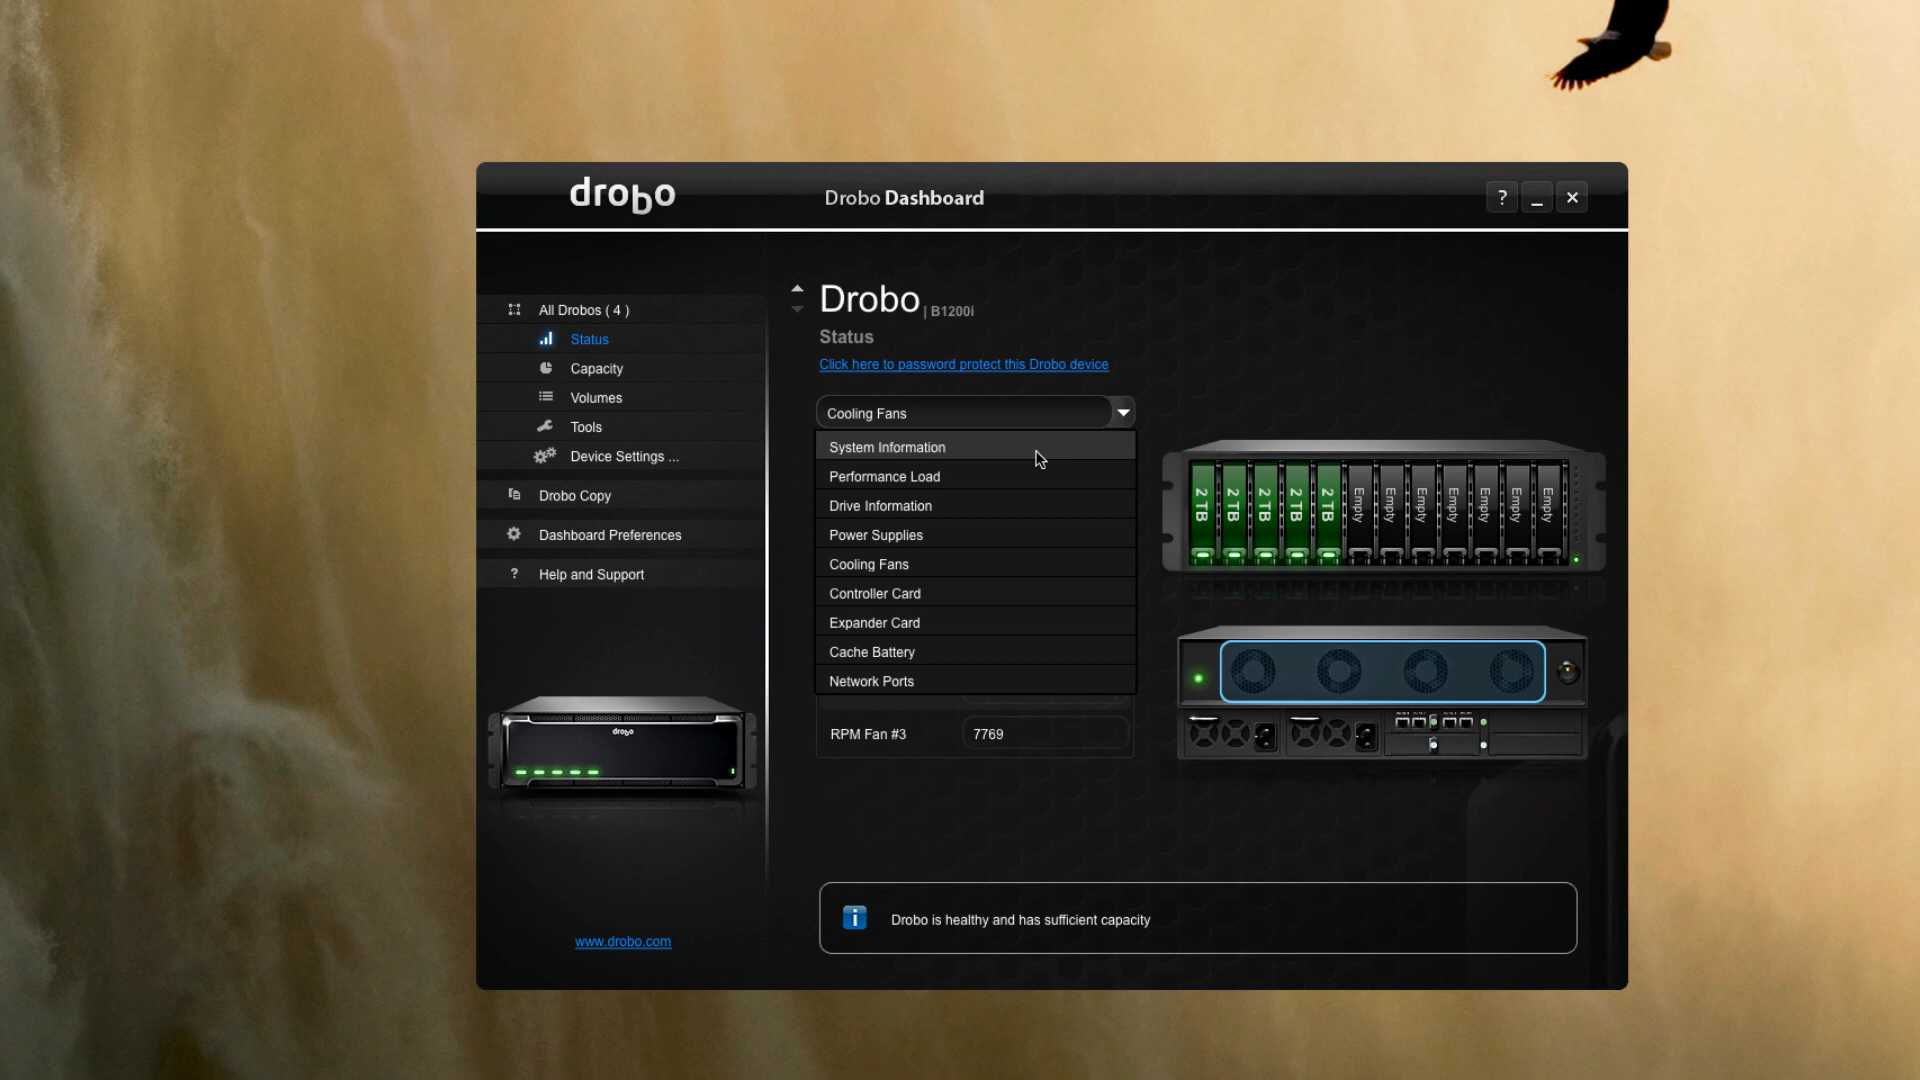 drobo
Drobo Dashboard
?
All Drobos ( 4 )
Status
Capacity
Volumes
Tools
Device Settings ...
Drobo Copy
Dashboard Preferences
? Help and Support
drobo
www.drobo.com
Drobo | B1200i
Status
Click here to password protect this Drobo device
Cooling Fans
System Information
Performance Load
Drive Information
Power Supplies
Cooling Fans
Controller Card
Expander Card
Cache Battery
Network Ports
RPM Fan #3 7769
2 TB
2 TB
2 TB
2 TB
2 TB
Empty
Empty
Empty
Empty
Empty
Empty
Empty
i Drobo is healthy and has sufficient capacity